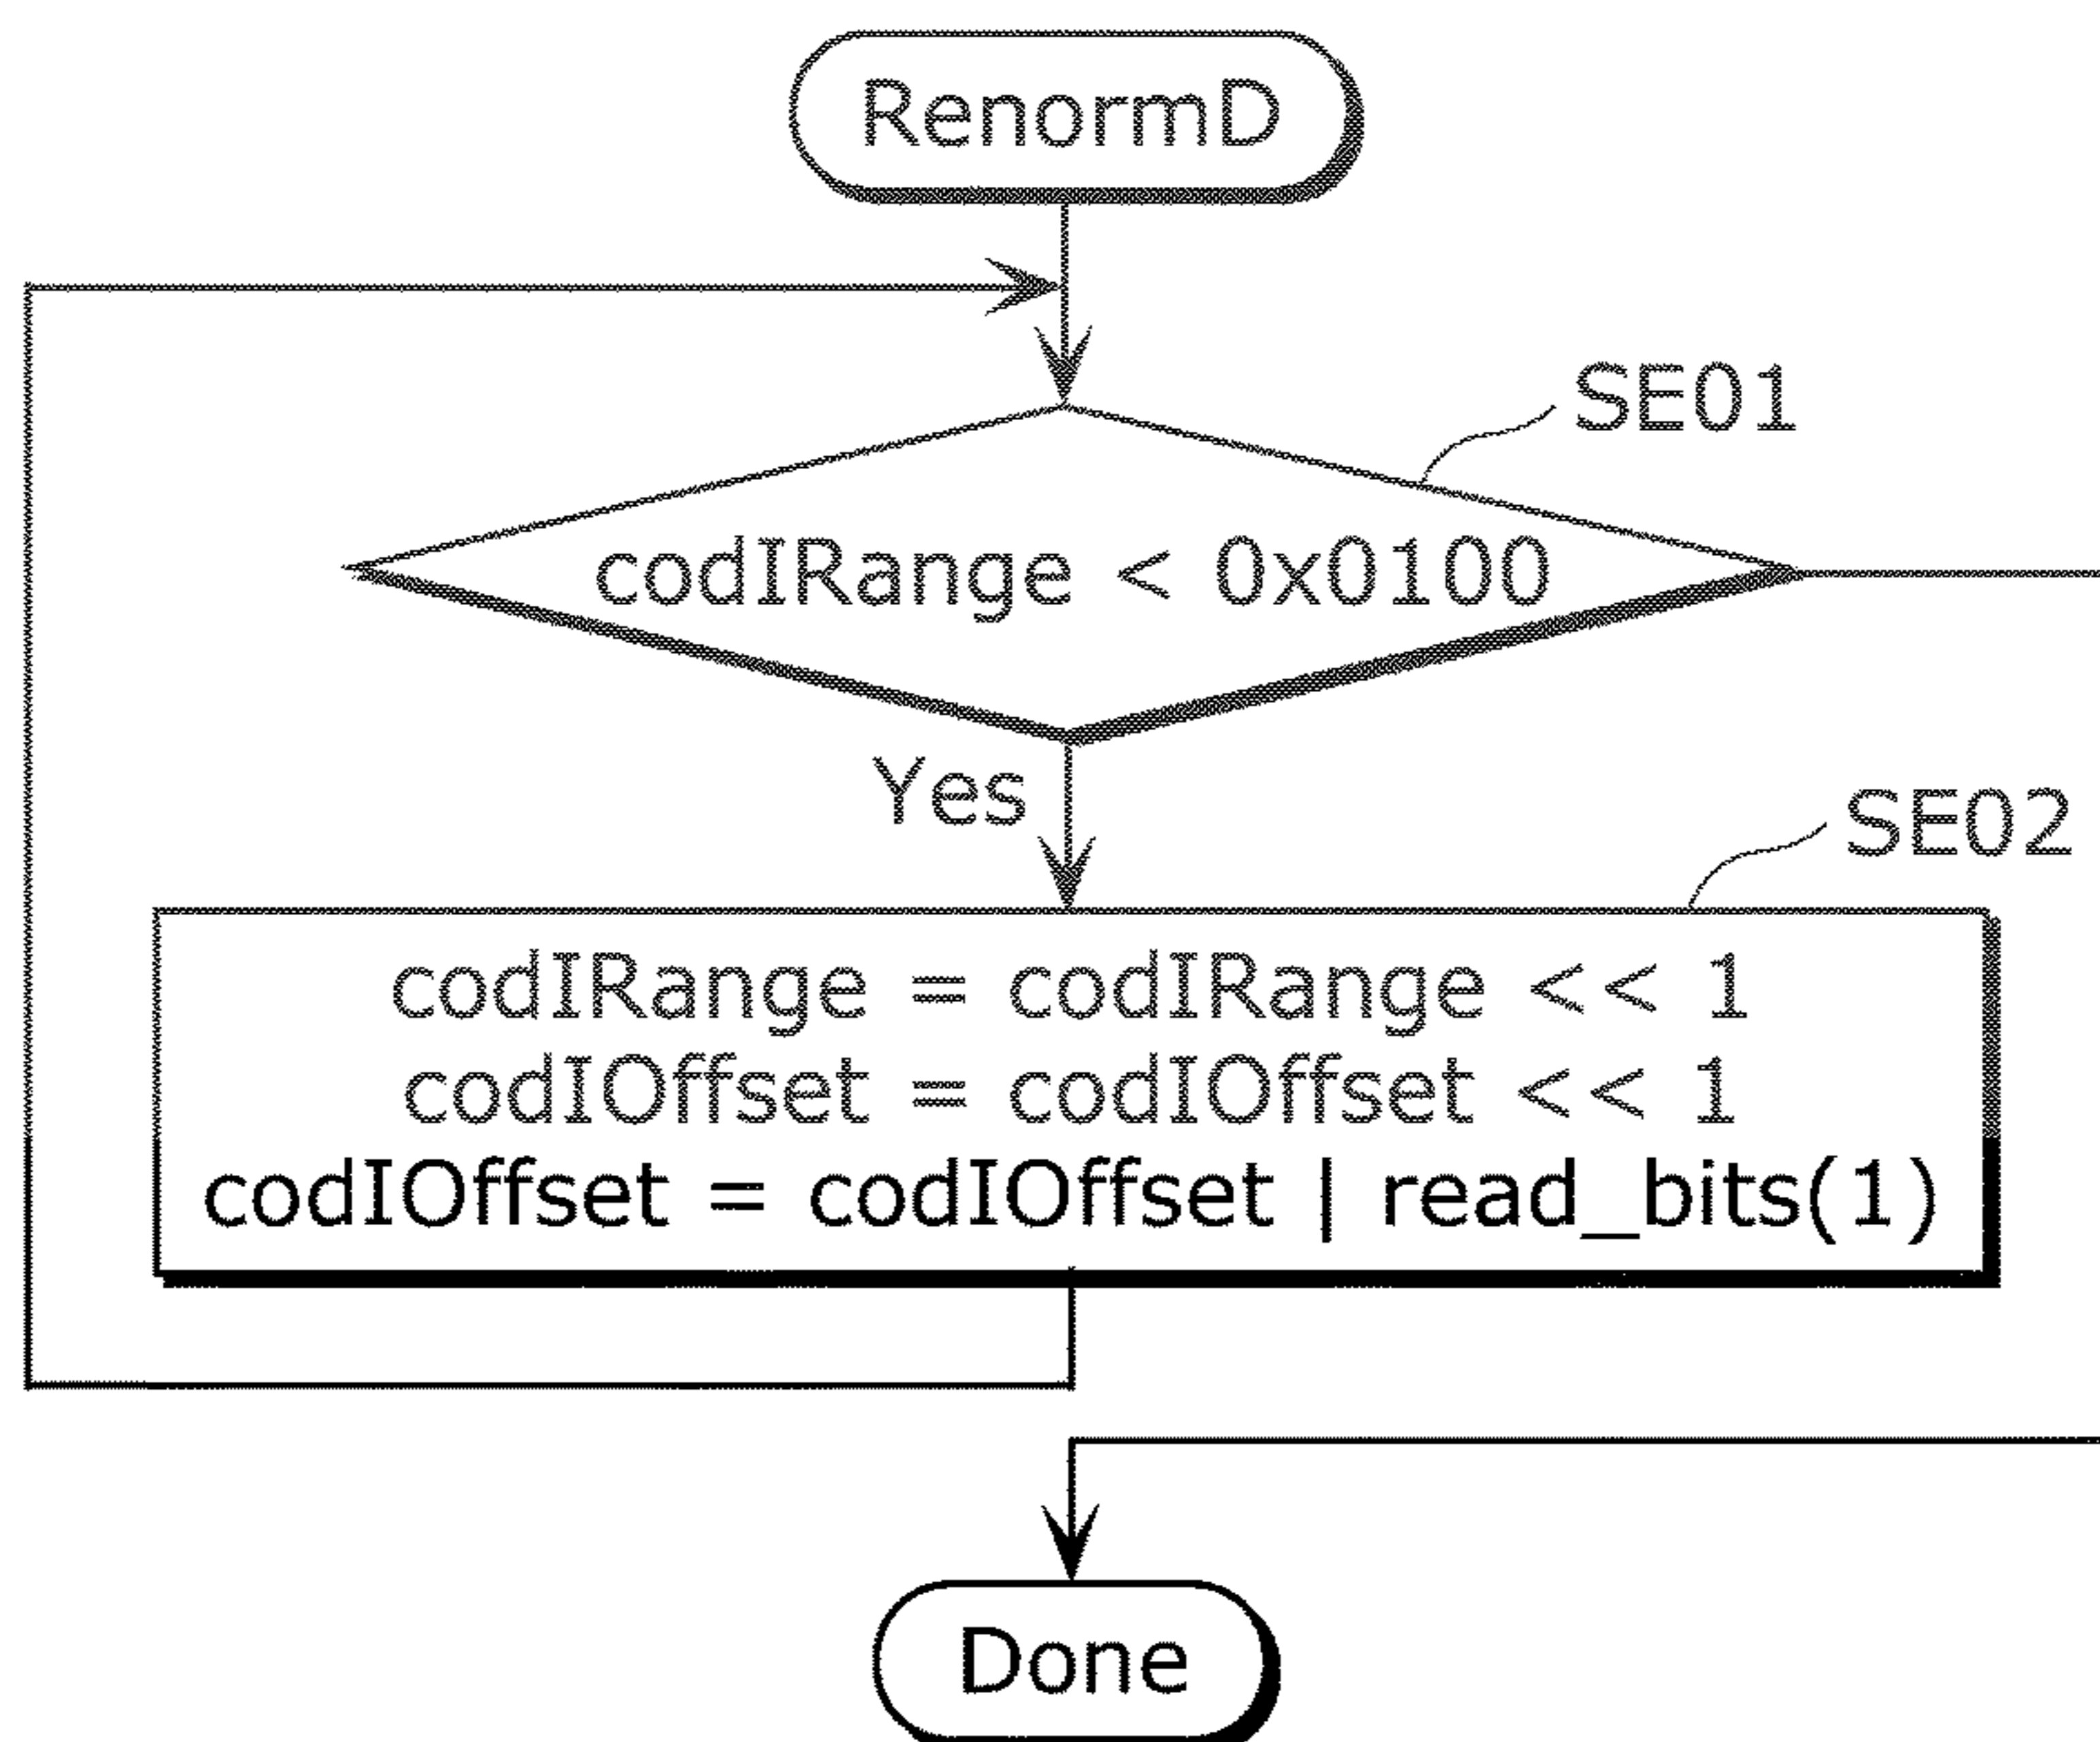 RenormD
SE01
codIRange < 0x0100
Yes
SE02
codIRange = codIRange << 1
codIOffset = codIOffset << 1
codIOffset = codIOffset | read_bits(1)
Done